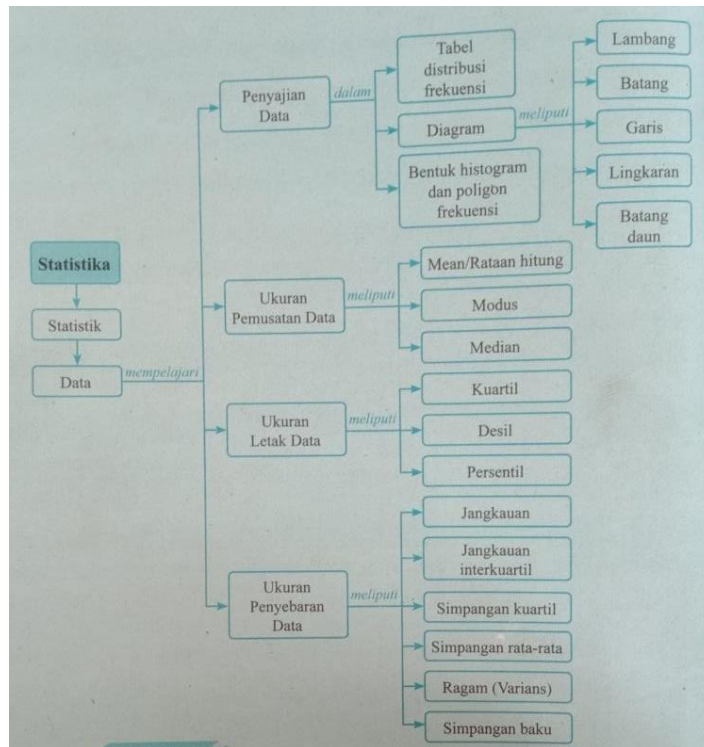 Statistika
Statistik
Data
mempelajari
Penyajian
Data
dalam
Tabel
distribusi
frekuensi
Diagram
meliputi
Lambang
Batang
Garis
Lingkaran
Batang
daun
Bentuk histogram
dan poligon
frekuensi
Ukuran
Pemusatan Data
meliputi
Mean/Rataan hitung
Modus
Median
Ukuran
Letak Data
meliputi
Kuartil
Desil
Persentil
Ukuran
Penyebaran
Data
meliputi
Jangkauan
Jangkauan
interkuartil
Simpangan kuartil
Simpangan rata-rata
Ragam (Varians)
Simpangan baku